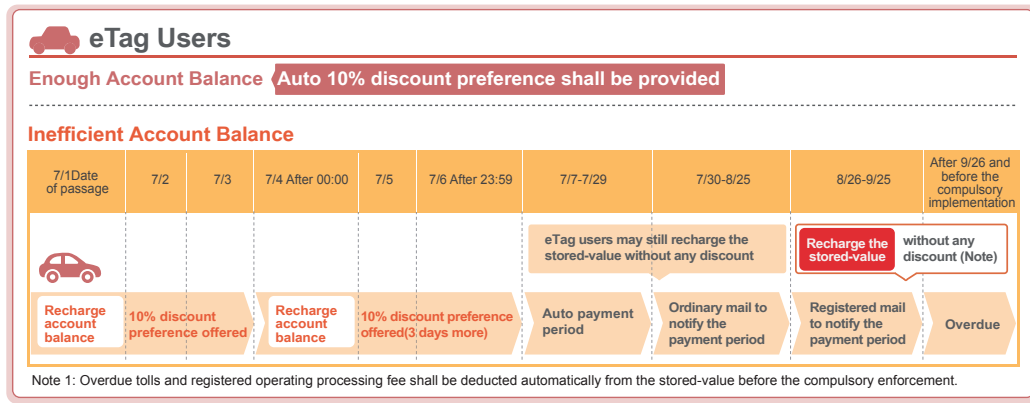 eTag Users
Enough Account Balance Auto 10% discount preference shall be provided
Inefficient Account Balance
7/1Date
of passage
7/2
7/3
7/4 After 00:00
7/5
7/6 After 23:59
7/7-7/29
7/30-8/25
8/26-9/25
After 9/26 and
before the
compulsory
implementation
eTag users may still recharge the
stored-value without any discount
Recharge the
stored-value
without any
discount (Note)
Recharge
account
balance
10% discount
preference offered
Recharge
account
balance
10% discount preference
offered(3 days more)
Auto payment
period
Ordinary mail to
notify the
payment period
Registered mail
to notify the
payment period
Overdue
Note 1: Overdue tolls and registered operating processing fee shall be deducted automatically from the stored-value before the compulsory enforcement.